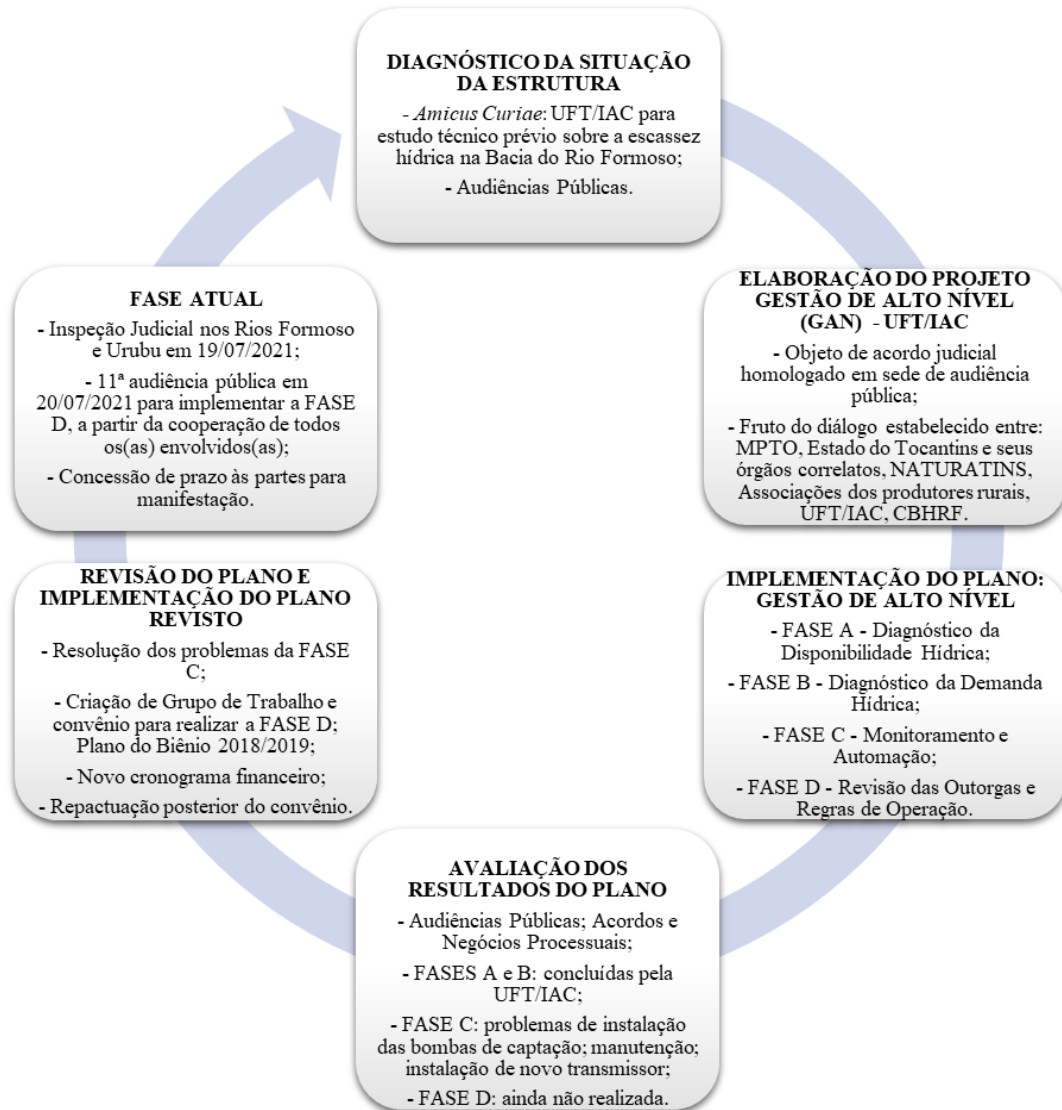 DIAGNÓSTICO DA SITUAÇÃO
DA ESTRUTURA
- Amicus Curiae: UFT/IAC para
estudo técnico prévio sobre a escassez
hídrica na Bacia do Rio Formoso;
- Audiências Públicas.
ELABORAÇÃO DO PROJETO
GESTÃO DE ALTO NÍVEL
(GAN) - UFT/IAC
- Objeto de acordo judicial
homologado em sede de audiência
pública;
- Fruto do diálogo estabelecido entre:
MPTO, Estado do Tocantins e seus
órgãos correlatos, NATURATINS,
Associações dos produtores rurais,
UFT/IAC, CBHRF.
IMPLEMENTAÇÃO DO PLANO:
GESTÃO DE ALTO NÍVEL
- FASE A - Diagnóstico da
Disponibilidade Hídrica;
- FASE B - Diagnóstico da Demanda
Hídrica;
- FASE C - Monitoramento e
Automação;
- FASE D - Revisão das Outorgas e
Regras de Operação.
AVALIAÇÃO DOS
RESULTADOS DO PLANO
- Audiências Públicas; Acordos e
Negócios Processuais;
- FASES A e B: concluídas pela
UFT/IAC;
- FASE C: problemas de instalação
das bombas de captação; manutenção;
instalação de novo transmissor;
- FASE D: ainda não realizada.
REVISÃO DO PLANO E
IMPLEMENTAÇÃO DO PLANO
REVISTO
- Resolução dos problemas da FASE
C;
- Criação de Grupo de Trabalho e
convênio para realizar a FASE D;
Plano do Biênio 2018/2019;
- Novo cronograma financeiro;
- Repactuação posterior do convênio.
FASE ATUAL
- Inspeção Judicial nos Rios Formoso
e Urubu em 19/07/2021;
- 11ª audiência pública em
20/07/2021 para implementar a FASE
D, a partir da cooperação de todos
os(as) envolvidos(as);
- Concessão de prazo às partes para
manifestação.